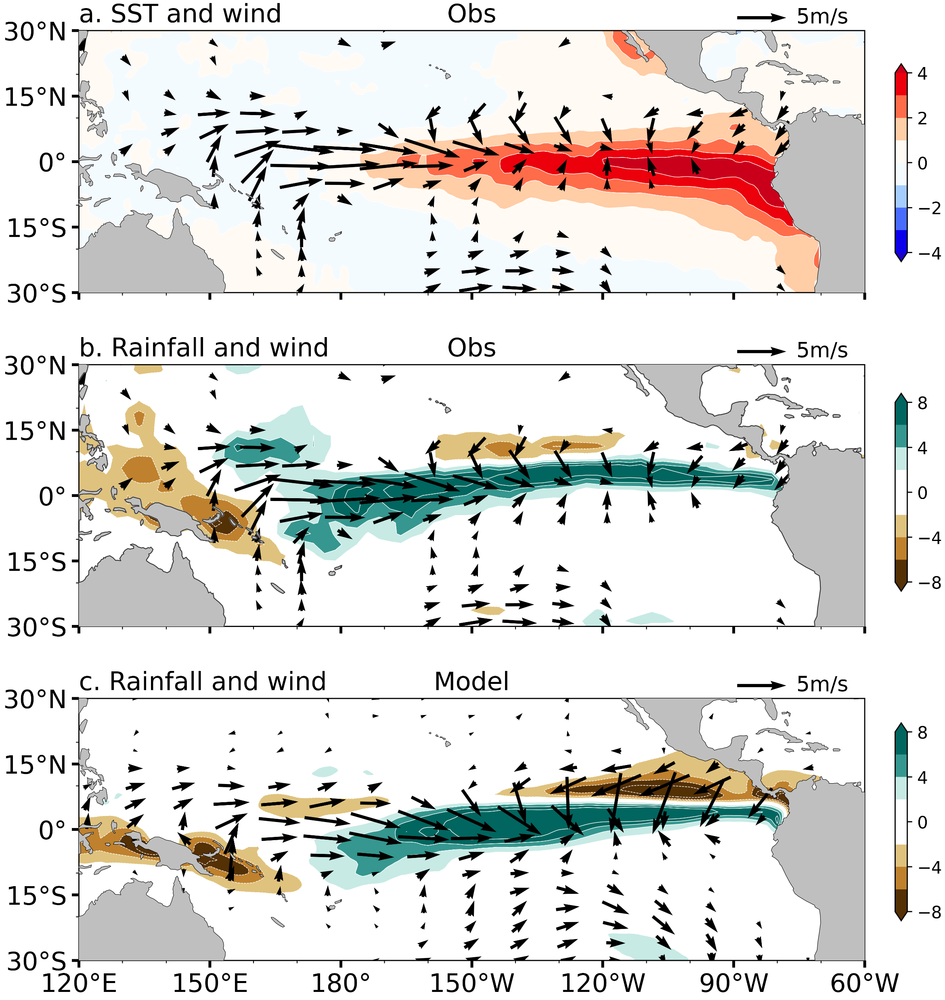 a. SST and wind Obs 5m/s
30°N
15°N
0°
15°S
30°S
4
2
0
−2
−4
b. Rainfall and wind Obs 5m/s
30°N
15°N
0°
15°S
30°S
8
4
0
−4
−8
c. Rainfall and wind Model 5m/s
30°N
15°N
0°
15°S
30°S
8
4
0
−4
−8
120°E 150°E 180° 150°W 120°W 90°W 60°W